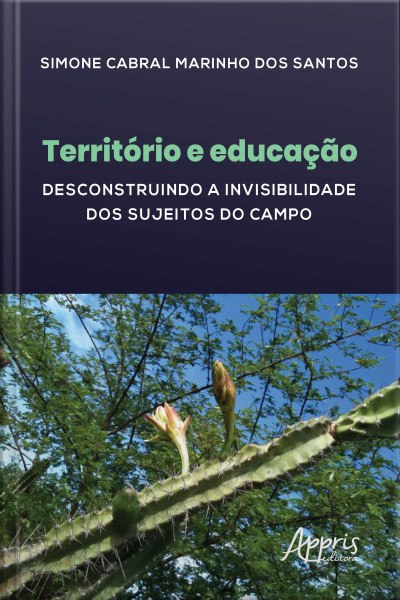 SIMONE CABRAL MARINHO DOS SANTOS
Território e educação
DESCONSTRUINDO A INVISIBILIDADE
DOS SUJEITOS DO CAMPO
Appris
editora